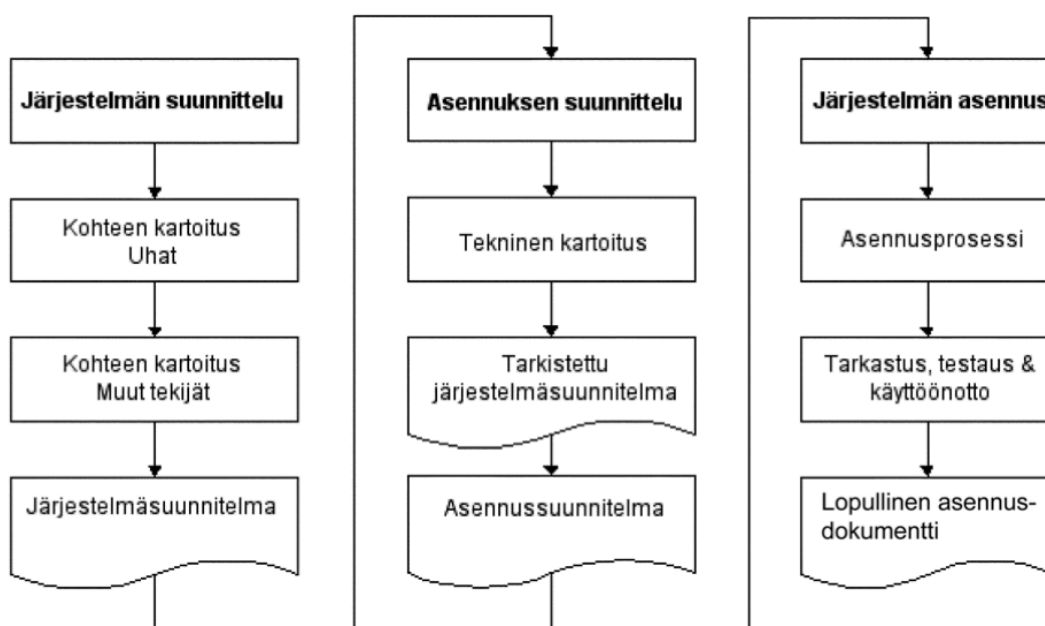 Järjestelmän suunnittelu
Kohteen kartoitus
Uhat
Kohteen kartoitus
Muut tekijät
Järjestelmäsuunnitelma
Asennuksen suunnittelu
Tekninen kartoitus
Tarkistettu
järjestelmäsuunnitelma
Asennussuunnitelma
Järjestelmän asennus
Asennusprosessi
Tarkastus, testaus &
käyttöönotto
Lopullinen asennus-
dokumentti